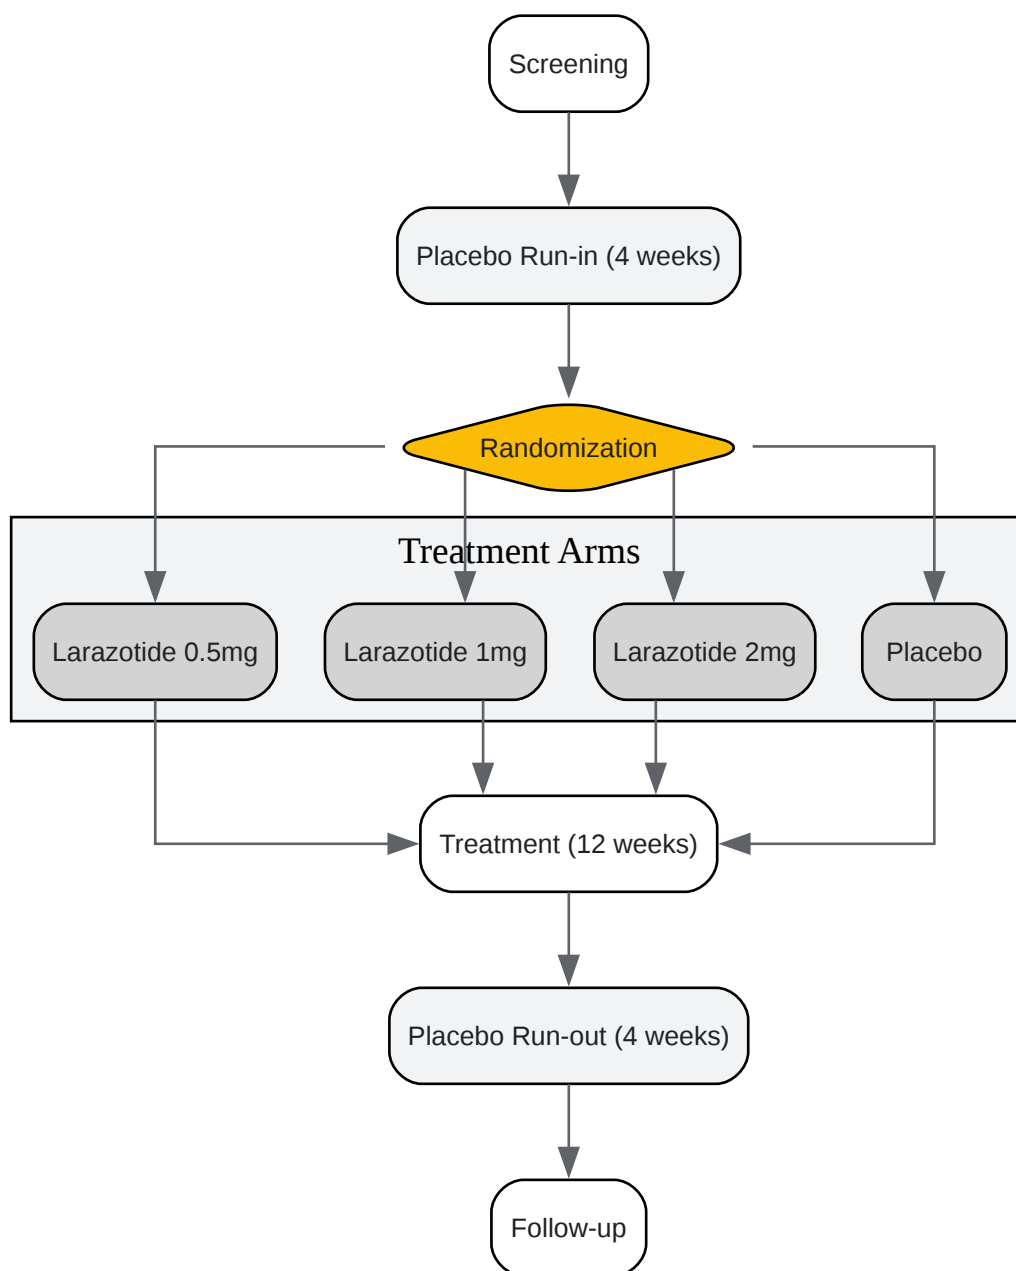 Screening
Placebo Run-in (4 weeks)
Randomization
Treatment Arms
Larazotide 0.5mg
Larazotide 1mg
Larazotide 2mg
Placebo
Treatment (12 weeks)
Placebo Run-out (4 weeks)
Follow-up